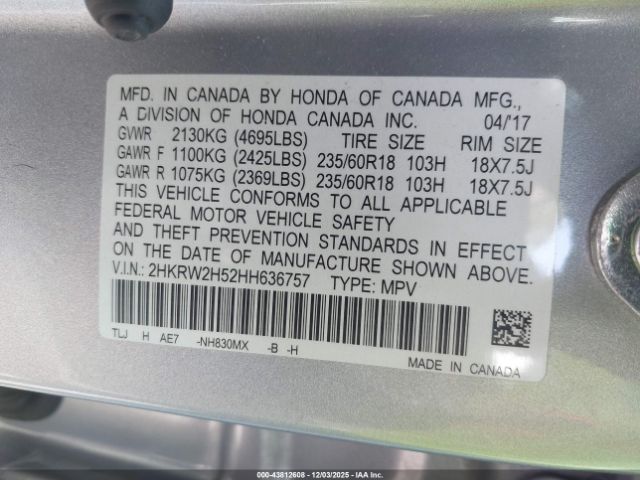 MFD. IN CANADA BY HONDA OF CANADA MFG.,
A DIVISION OF HONDA CANADA INC. 04/'17
GVWR 2130KG (4695LBS) TIRE SIZE RIM SIZE
GAWR F 1100KG (2425LBS) 235/60R18 103H 18X7.5J
GAWR R 1075KG (2369LBS) 235/60R18 103H 18X7.5J
THIS VEHICLE CONFORMS TO ALL APPLICABLE
FEDERAL MOTOR VEHICLE SAFETY
AND THEFT PREVENTION STANDARDS IN EFFECT
ON THE DATE OF MANUFACTURE SHOWN ABOVE.
V.I.N.: 2HKRW2H52HH636757 TYPE: MPV
TLJ H AE7 -NH830MX -B -H
MADE IN CANADA
000-43812608 - 12/03/2025 - IAAI Inc.